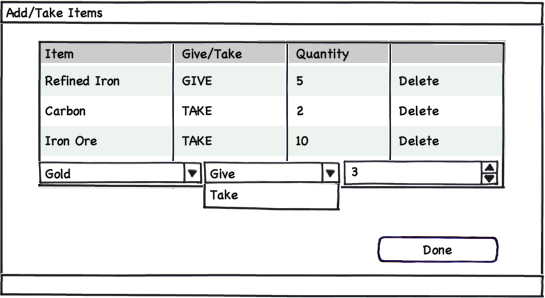 Add/Take Items
Item Give/Take Quantity
Refined Iron GIVE 5 Delete
Carbon TAKE 2 Delete
Iron Ore TAKE 10 Delete
Gold Give 3
Take
Done